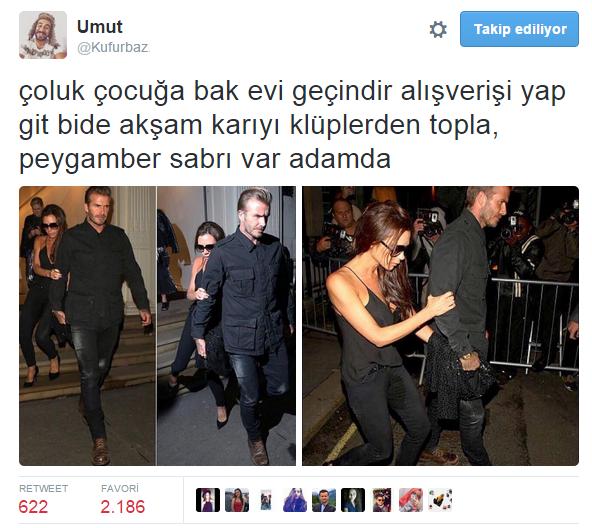 Umut
@Kufurbaz
Takip ediliyor
çoluk çocuğa bak evi geçindir alışverişi yap
git bide akşam karıyı klüplerden topla,
peygamber sabrı var adamda
RETWEET FAVORİ
622 2.186